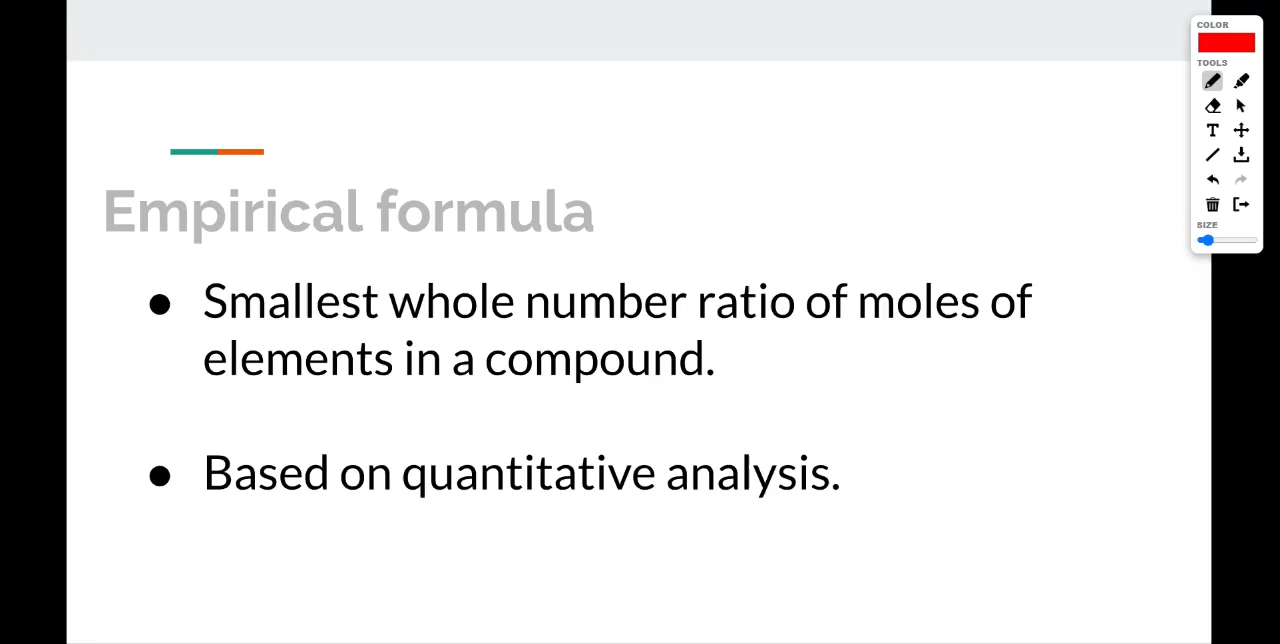 COLOR
TOOLS
SIZE
Empirical formula
● Smallest whole number ratio of moles of
elements in a compound.
● Based on quantitative analysis.